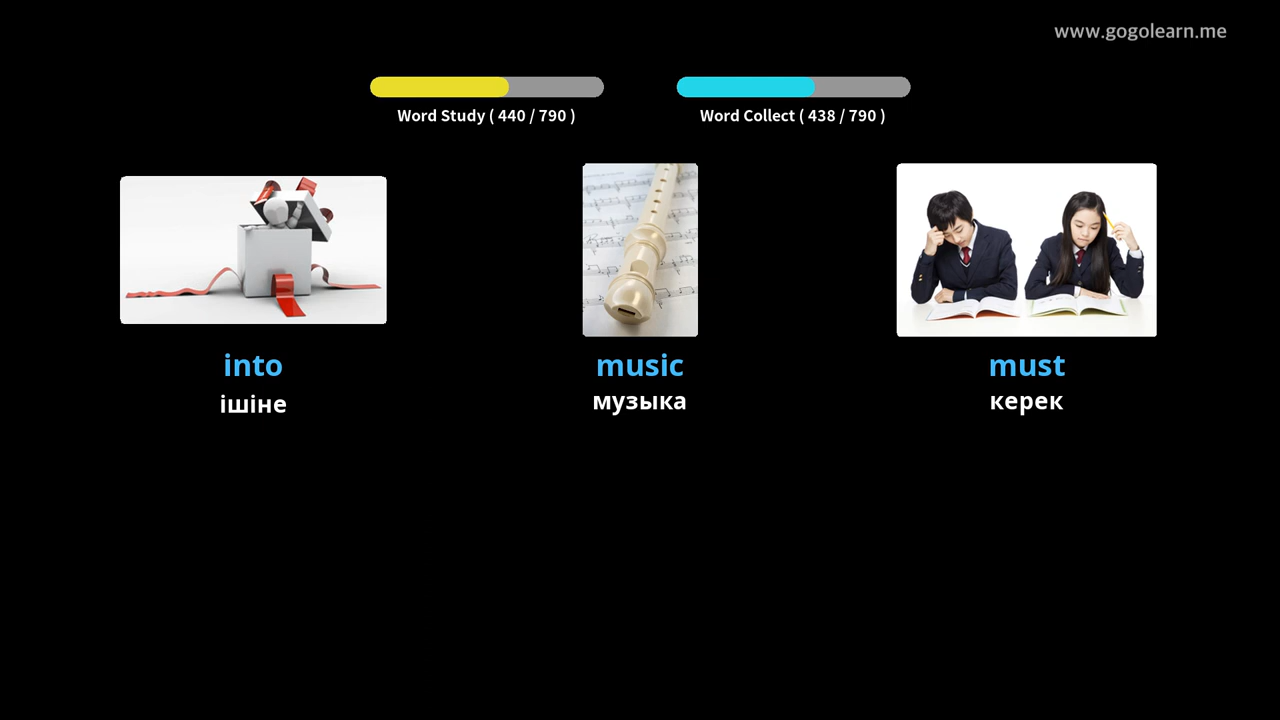 www.gogolearn.me
Word Study ( 440 / 790 )
Word Collect ( 438 / 790 )
into
ішіне
music
музыка
must
керек